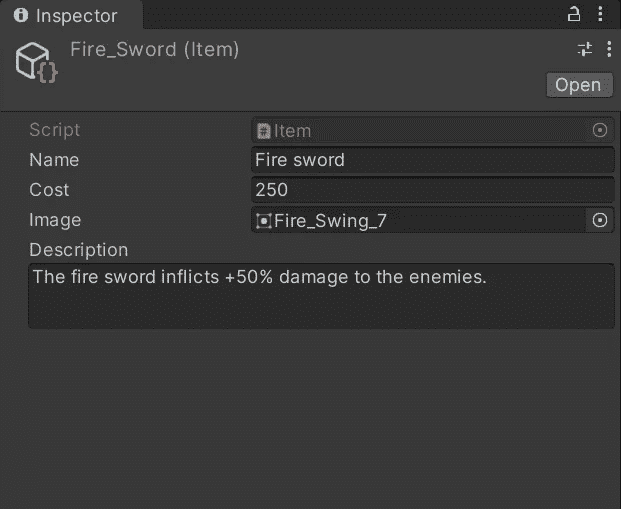 Inspector
Fire_Sword (Item)
Open
Script Item
Name Fire sword
Cost 250
Image Fire_Swing_7
Description
The fire sword inflicts +50% damage to the enemies.